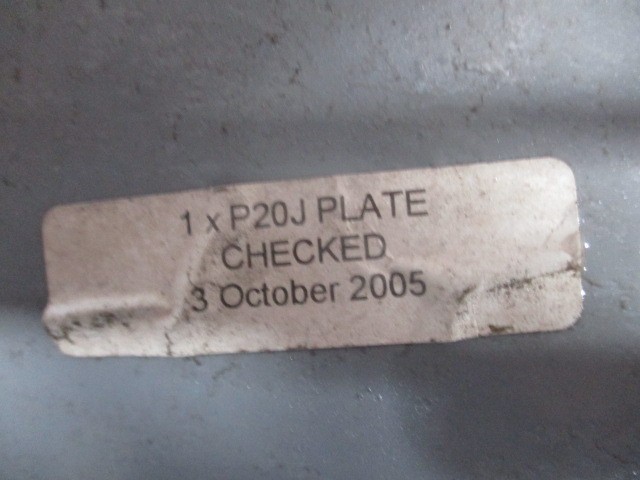 1 x P20J PLATE
CHECKED
3 October 2005